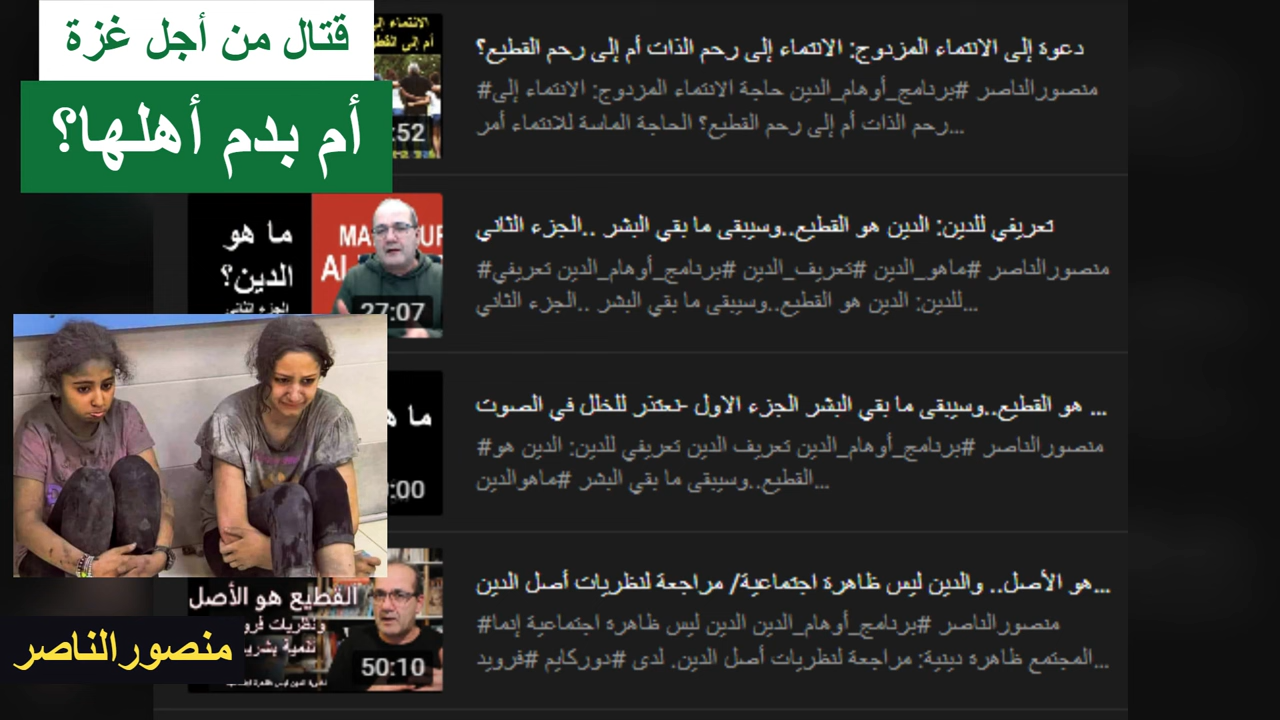 قتال من أجل غزة
أم بدم أهلها؟
الانتماء إلى
:52
دعوة إلى الانتماء المزدوج: الانتماء إلى رحم الذات أم إلى رحم القطيع؟
منصورالناصر #برنامج_أوهام_الدين حاجة الانتماء المزدوج: الانتماء إلى#
رحم الذات أم إلى رحم القطيع؟ الحاجة الماسة للانتماء أمر...
ما هو
الدين؟
الجزء الثاني
27:07
تعريفي للدين: الدين هو القطيع..وسيبقى ما بقي البشر ..الجزء الثاني
منصورالناصر #ماهو_الدين #تعريف_الدين #برنامج_أوهام_الدين تعريفي#
للدين: الدين هو القطيع..وسيبقى ما بقي البشر ..الجزء الثاني...
:00
... هو القطيع..وسيبقى ما بقي البشر الجزء الاول -نعتذر للخلل في الصوت
منصورالناصر #برنامج_أوهام_الدين تعريف الدين تعريفي للدين: الدين هو#
القطيع..وسيبقى ما بقي البشر #ماهوالدين...
القطيع هو الأصل
ونظريات
50:10
هو الأصل.. والدين ليس ظاهرة اجتماعية/ مراجعة لنظريات أصل الدين...
منصورالناصر #برنامج_أوهام_الدين الدين ليس ظاهرة اجتماعية إنما#
المجتمع ظاهرة دينية: مراجعة لنظريات أصل الدين. لدى #دوركايم #فرويد...
منصورالناصر